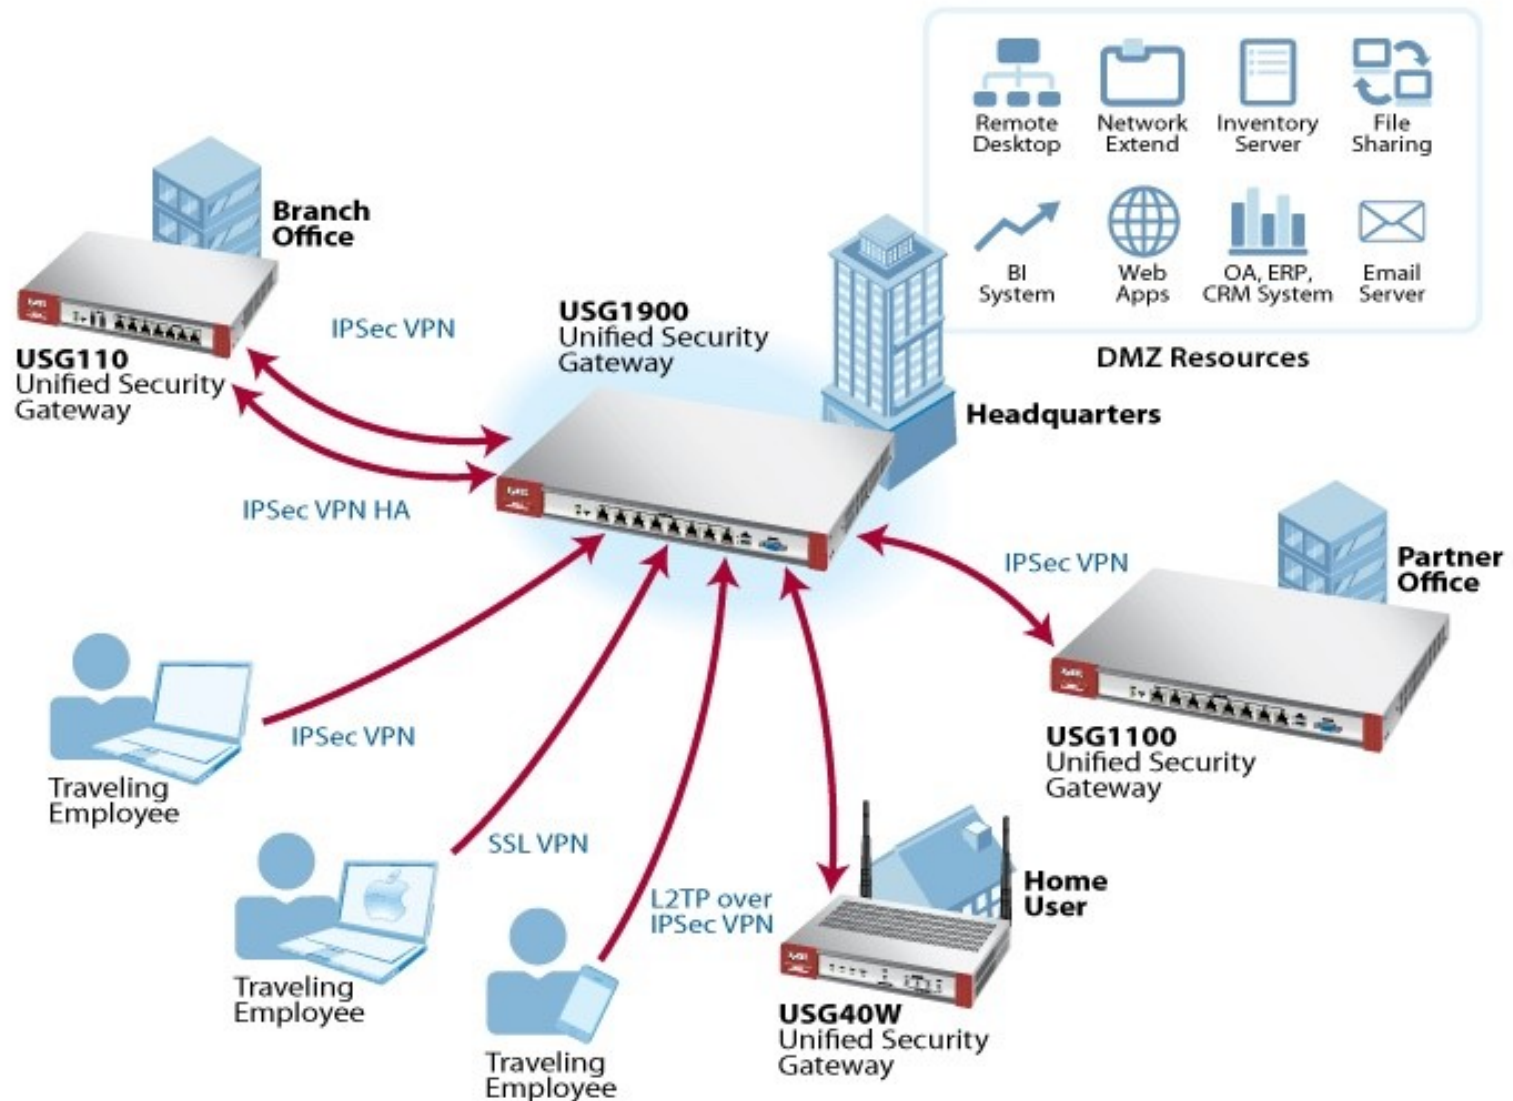 Remote
Desktop
Network
Extend
Inventory
Server
File
Sharing
BI
System
Web
Apps
OA, ERP,
CRM System
Email
Server
DMZ Resources
Branch
Office
USG110
Unified Security
Gateway
IPSec VPN
IPSec VPN HA
USG1900
Unified Security
Gateway
Headquarters
IPSec VPN
Partner
Office
USG1100
Unified Security
Gateway
Traveling
Employee
IPSec VPN
Traveling
Employee
SSL VPN
Traveling
Employee
L2TP over
IPSec VPN
Home
User
USG40W
Unified Security
Gateway